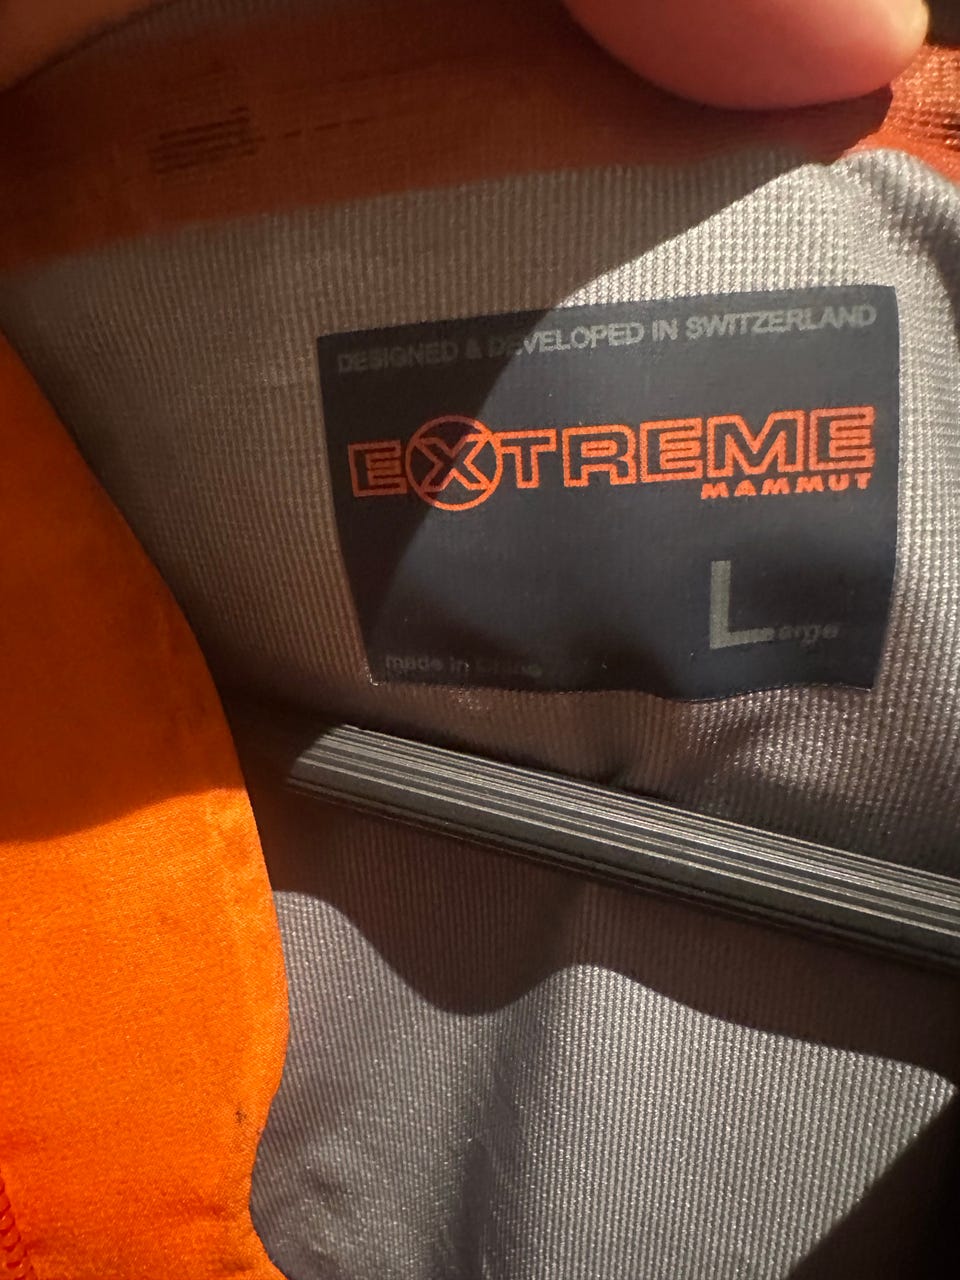 DESIGNED & DEVELOPED IN SWITZERLAND
EXTREME
MAMMUT
Large
made in China